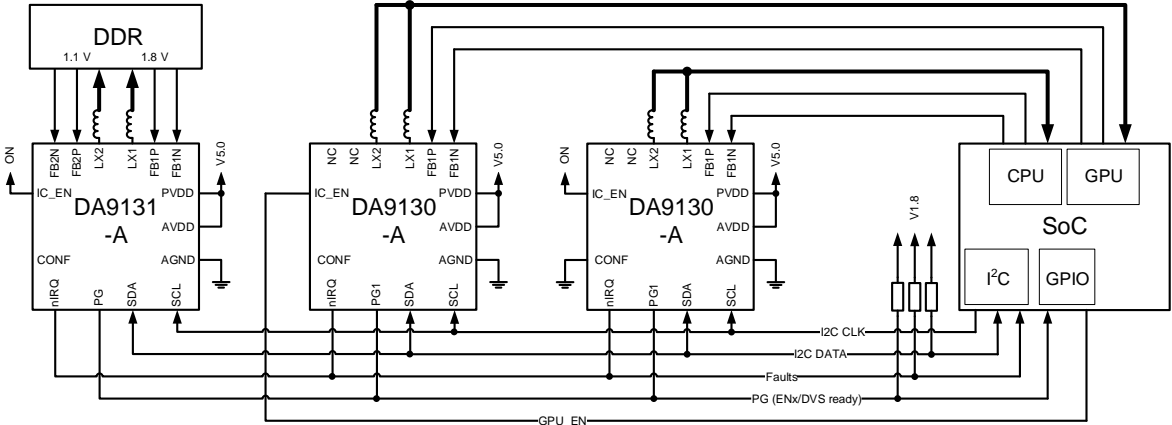 DDR
1.1 V 1.8 V
ON
FB2N
FB2P
LX2
LX1
FB1P
FB1N
V5.0
IC_EN
PVDD
DA9131
-A
AVDD
CONF
AGND
nIRQ
PG
SDA
SCL
NC
NC
LX2
LX1
FB1P
FB1N
V5.0
IC_EN
PVDD
DA9130
-A
AVDD
CONF
AGND
nIRQ
PG1
SDA
SCL
ON
NC
NC
LX2
LX1
FB1P
FB1N
V5.0
IC_EN
PVDD
DA9130
-A
AVDD
CONF
AGND
nIRQ
PG1
SDA
SCL
V1.8
CPU
GPU
SoC
I²C
GPIO
I2C CLK
I2C DATA
Faults
PG (ENx/DVS ready)
GPU_EN